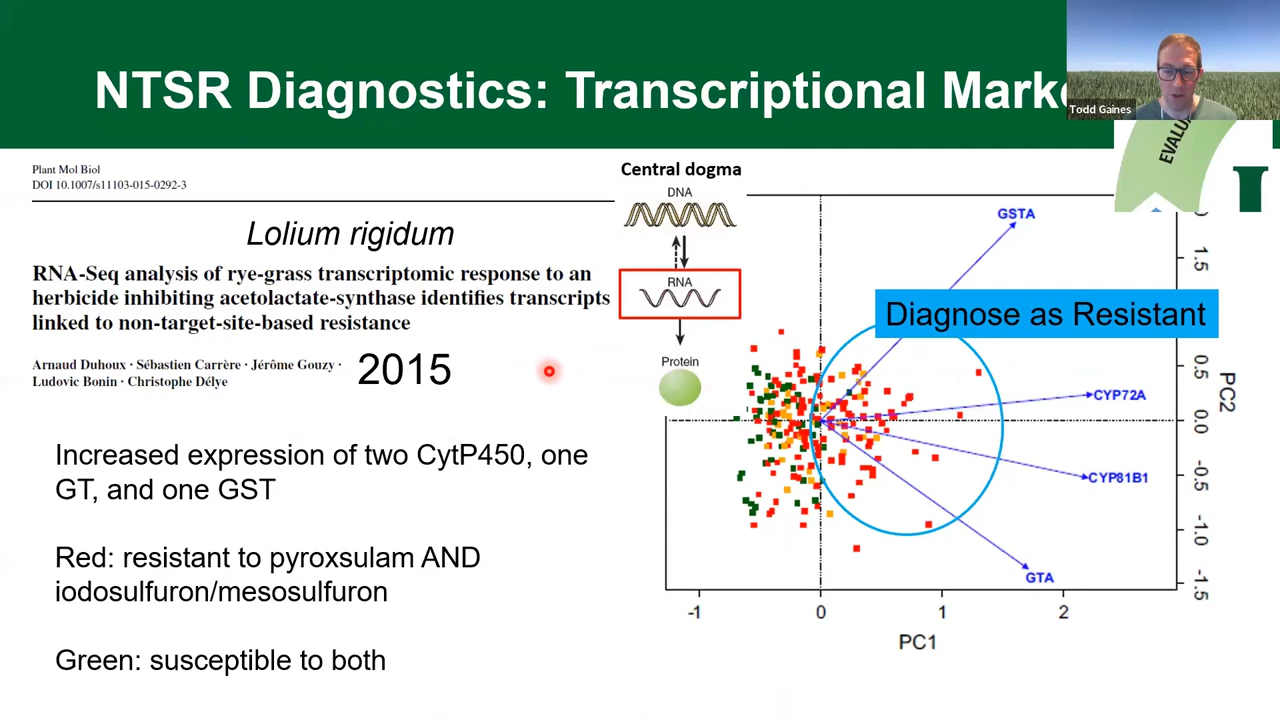 NTSR Diagnostics: Transcriptional Marke
Todd Gaines
EVALUA
Plant Mol Biol
DOI 10.1007/s11103-015-0292-3
Lolium rigidum
RNA-Seq analysis of rye-grass transcriptomic response to an
herbicide inhibiting acetolactate-synthase identifies transcripts
linked to non-target-site-based resistance
Arnaud Duhoux · Sébastien Carrère · Jérôme Gouzy ·
Ludovic Bonin · Christophe Délye
2015
Increased expression of two CytP450, one
GT, and one GST
Red: resistant to pyroxsulam AND
iodosulfuron/mesosulfuron
Green: susceptible to both
Central dogma
DNA
RNA
Protein
GSTA
Diagnose as Resistant
CYP72A
CYP81B1
GTA
1.5
0.5
0.0
-0.5
-1.0
-1.5
PC2
-1
0
1
2
PC1